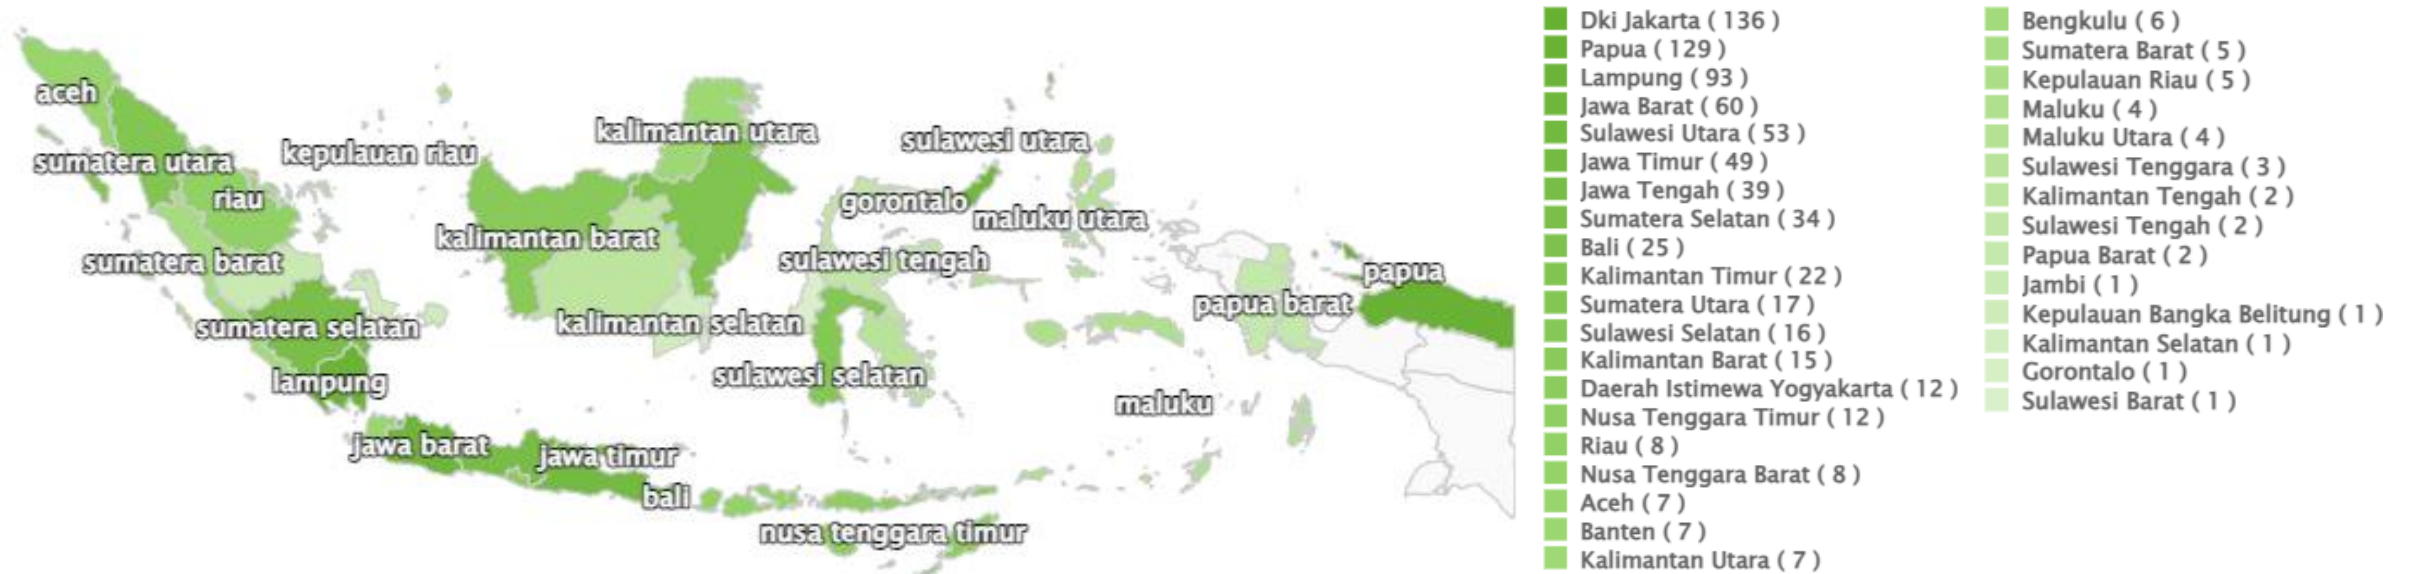 aceh
sumatera utara
kepulauan riau
riau
sumatera barat
sumatera selatan
lampung
jawa barat
jawa timur
bali
nusa tenggara timur
kalimantan utara
kalimantan barat
kalimantan selatan
sulawesi utara
gorontalo
maluku utara
sulawesi tengah
sulawesi selatan
maluku
papua barat
papua
Dki Jakarta ( 136 )
Papua ( 129 )
Lampung ( 93 )
Jawa Barat ( 60 )
Sulawesi Utara ( 53 )
Jawa Timur ( 49 )
Jawa Tengah ( 39 )
Sumatera Selatan ( 34 )
Bali ( 25 )
Kalimantan Timur ( 22 )
Sumatera Utara ( 17 )
Sulawesi Selatan ( 16 )
Kalimantan Barat ( 15 )
Daerah Istimewa Yogyakarta ( 12 )
Nusa Tenggara Timur ( 12 )
Riau ( 8 )
Nusa Tenggara Barat ( 8 )
Aceh ( 7 )
Banten ( 7 )
Kalimantan Utara ( 7 )
Bengkulu ( 6 )
Sumatera Barat ( 5 )
Kepulauan Riau ( 5 )
Maluku ( 4 )
Maluku Utara ( 4 )
Sulawesi Tenggara ( 3 )
Kalimantan Tengah ( 2 )
Sulawesi Tengah ( 2 )
Papua Barat ( 2 )
Jambi ( 1 )
Kepulauan Bangka Belitung ( 1 )
Kalimantan Selatan ( 1 )
Gorontalo ( 1 )
Sulawesi Barat ( 1 )